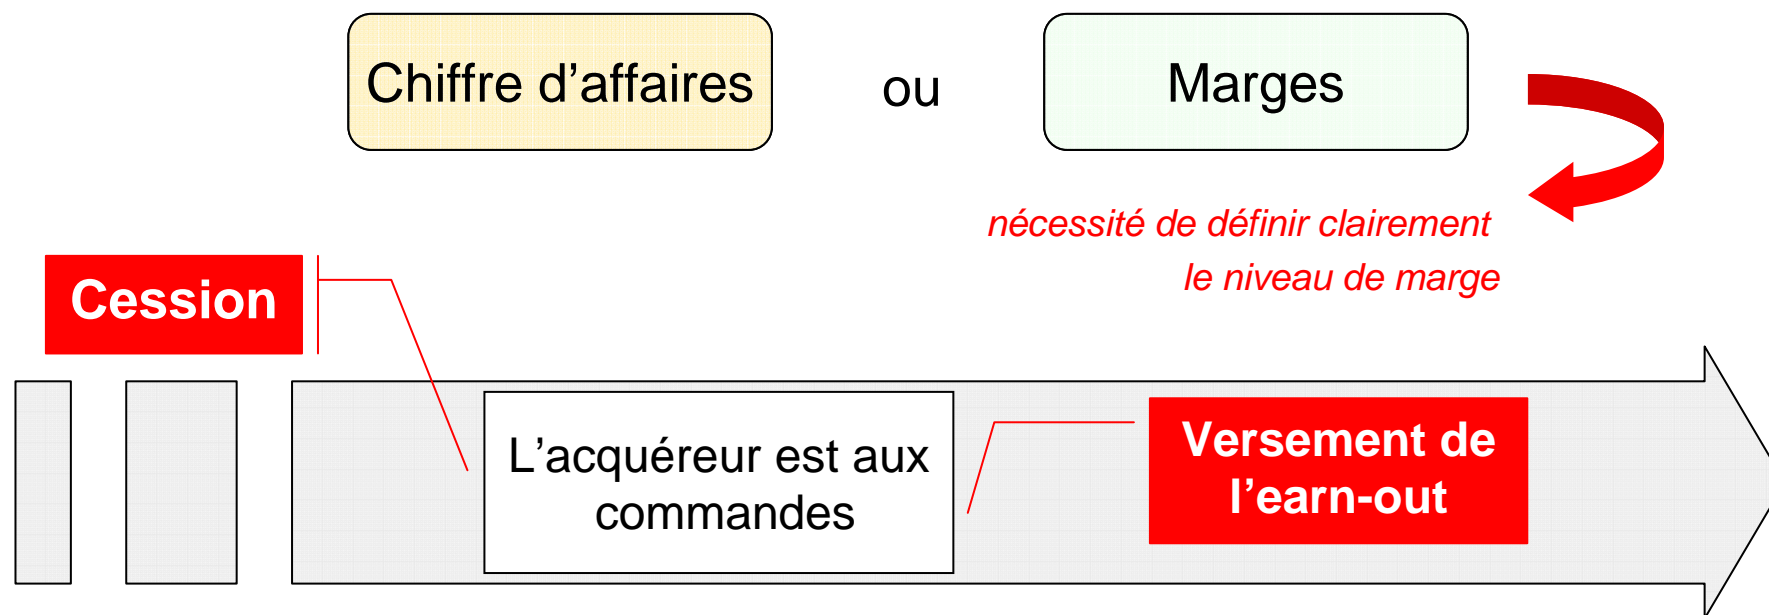 Chiffre d’affaires
ou
Marges
nécessité de définir clairement
le niveau de marge
Cession
L’acquéreur est aux
commandes
Versement de
l’earn-out